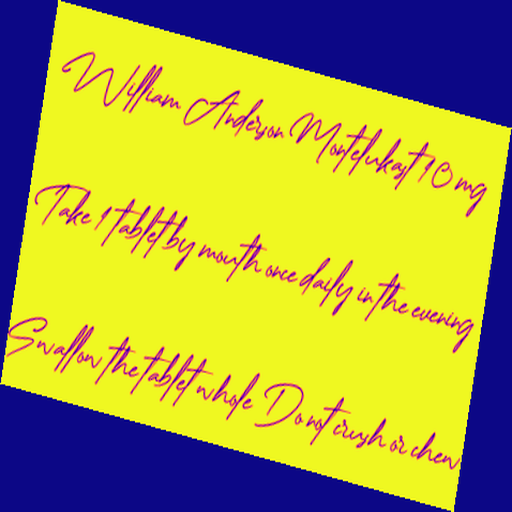 William Anderson Montelukast 10 mg
Take 1 tablet by mouth once daily in the evening
Swallow the tablet whole Do not crush or chew